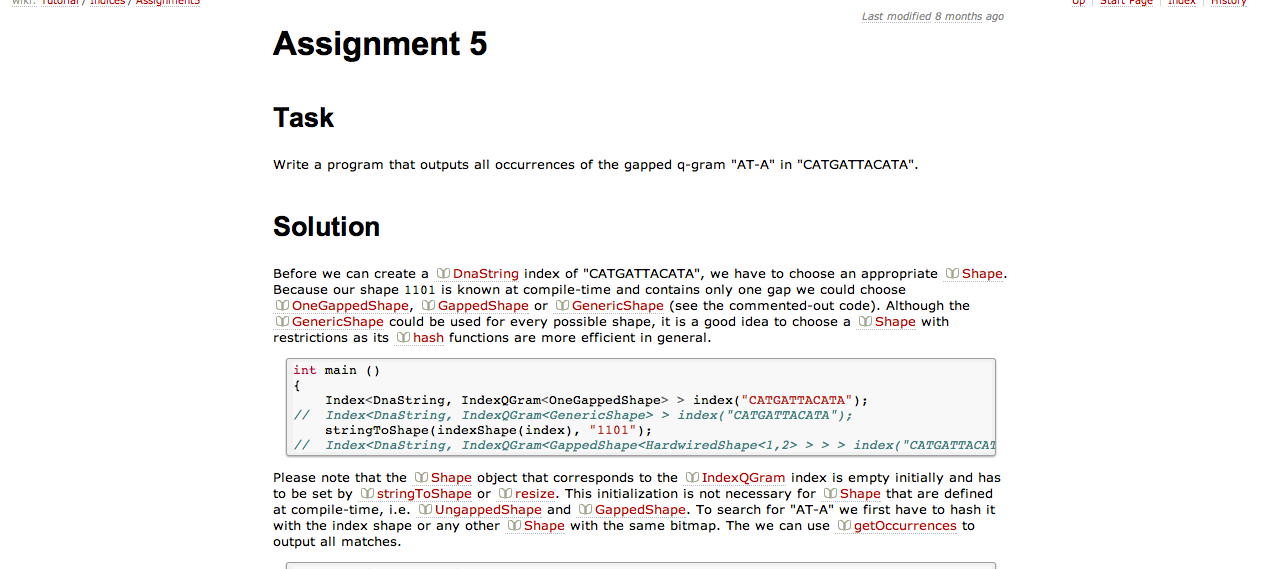 wiki: Tutorial / Indices / Assignment5
Up | Start Page | Index | History
Last modified 8 months ago
Assignment 5
Task
Write a program that outputs all occurrences of the gapped q-gram "AT-A" in "CATGATTACATA".
Solution
Before we can create a DnaString index of "CATGATTACATA", we have to choose an appropriate Shape.
Because our shape 1101 is known at compile-time and contains only one gap we could choose
OneGappedShape, GappedShape or GenericShape (see the commented-out code). Although the
GenericShape could be used for every possible shape, it is a good idea to choose a Shape with
restrictions as its hash functions are more efficient in general.
int main ()
{
Index<DnaString, IndexQGram<OneGappedShape> > index("CATGATTACATA");
// Index<DnaString, IndexQGram<GenericShape> > index("CATGATTACATA");
stringToShape(indexShape(index), "1101");
// Index<DnaString, IndexQGram<GappedShape<HardwiredShape<1,2> > > > index("CATGATTACAT
Please note that the Shape object that corresponds to the IndexQGram index is empty initially and has
to be set by stringToShape or resize. This initialization is not necessary for Shape that are defined
at compile-time, i.e. UngappedShape and GappedShape. To search for "AT-A" we first have to hash it
with the index shape or any other Shape with the same bitmap. The we can use getOccurrences to
output all matches.